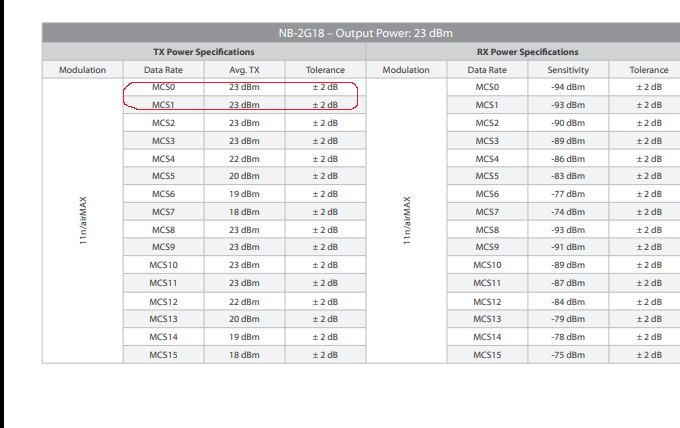 NB-2G18 – Output Power: 23 dBm
TX Power Specifications RX Power Specifications
Modulation Data Rate Avg. TX Tolerance Modulation Data Rate Sensitivity Tolerance
11n/airMAX 11n/airMAX
MCS0 23 dBm ± 2 dB MCS0 -94 dBm ± 2 dB
MCS1 23 dBm ± 2 dB MCS1 -93 dBm ± 2 dB
MCS2 23 dBm ± 2 dB MCS2 -90 dBm ± 2 dB
MCS3 23 dBm ± 2 dB MCS3 -89 dBm ± 2 dB
MCS4 22 dBm ± 2 dB MCS4 -86 dBm ± 2 dB
MCS5 20 dBm ± 2 dB MCS5 -83 dBm ± 2 dB
MCS6 19 dBm ± 2 dB MCS6 -77 dBm ± 2 dB
MCS7 18 dBm ± 2 dB MCS7 -74 dBm ± 2 dB
MCS8 23 dBm ± 2 dB MCS8 -93 dBm ± 2 dB
MCS9 23 dBm ± 2 dB MCS9 -91 dBm ± 2 dB
MCS10 23 dBm ± 2 dB MCS10 -89 dBm ± 2 dB
MCS11 23 dBm ± 2 dB MCS11 -87 dBm ± 2 dB
MCS12 22 dBm ± 2 dB MCS12 -84 dBm ± 2 dB
MCS13 20 dBm ± 2 dB MCS13 -79 dBm ± 2 dB
MCS14 19 dBm ± 2 dB MCS14 -78 dBm ± 2 dB
MCS15 18 dBm ± 2 dB MCS15 -75 dBm ± 2 dB